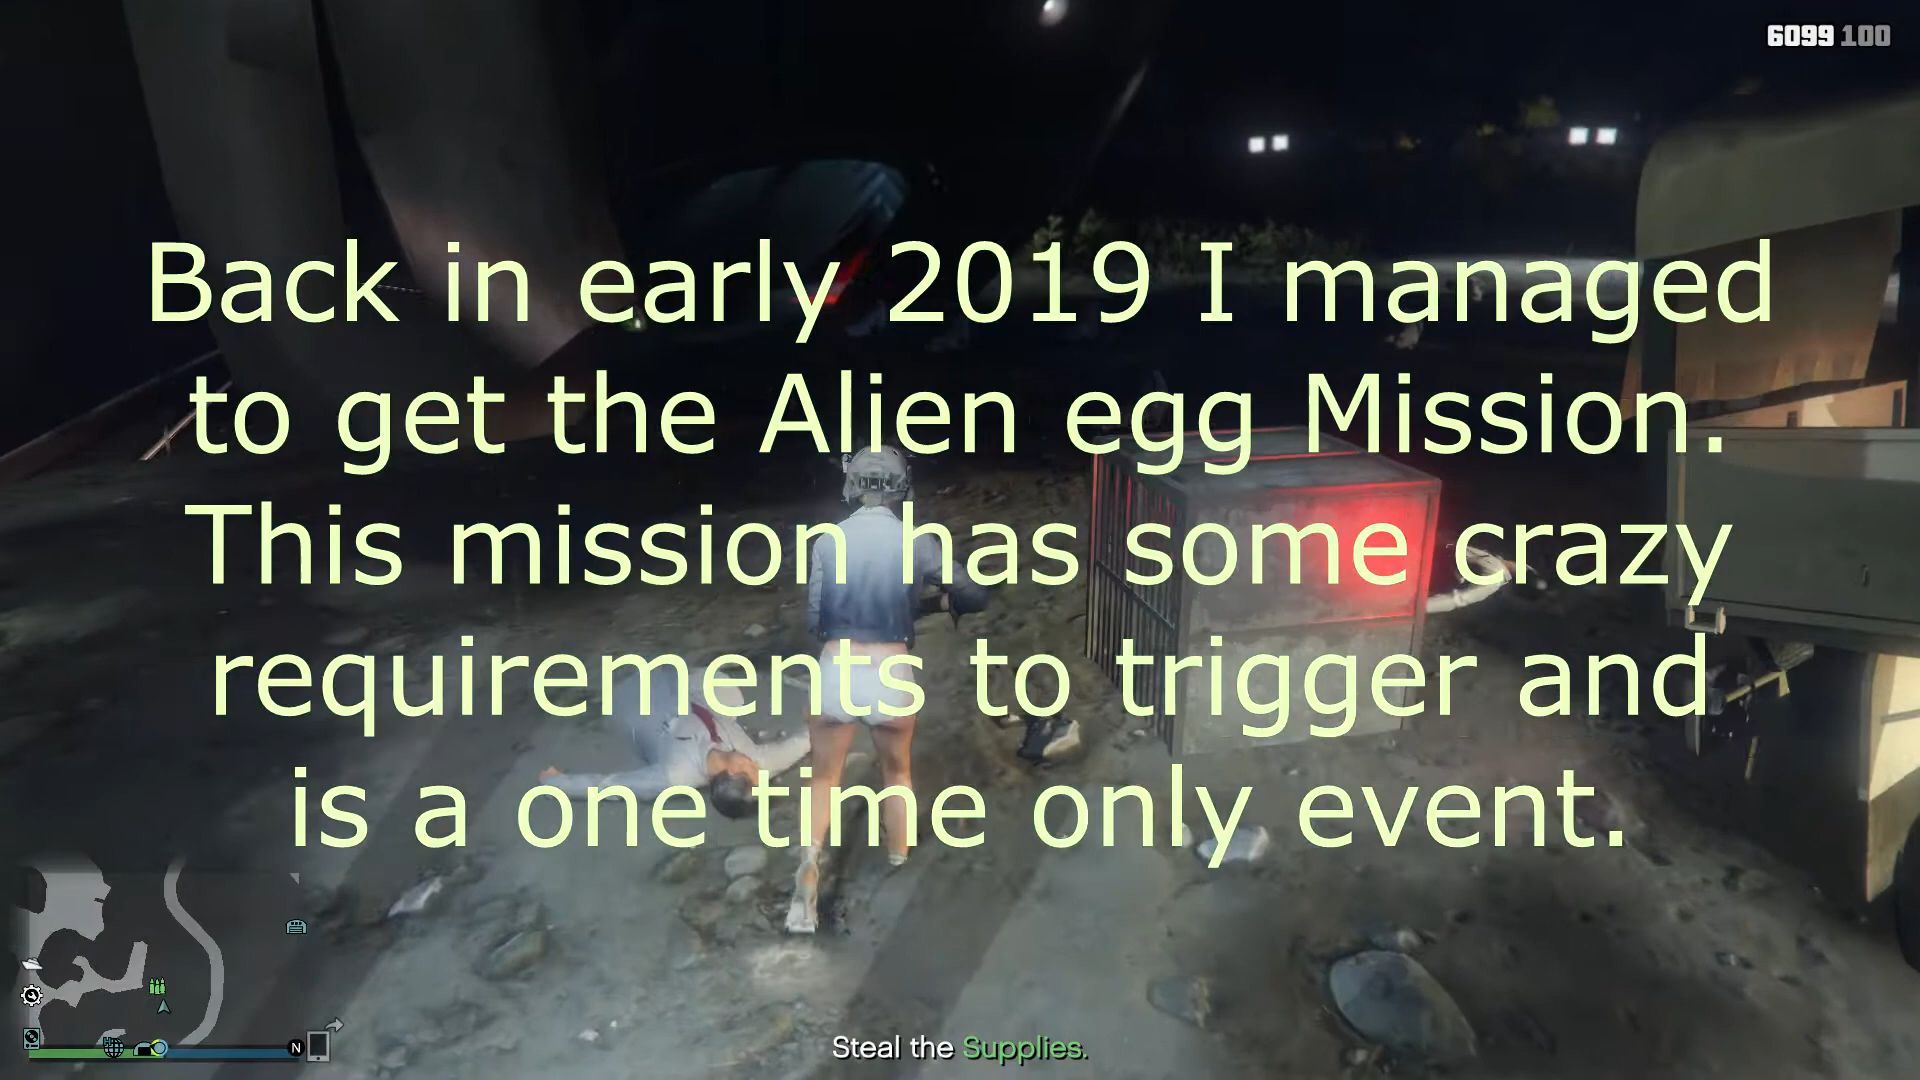 6099 100
Back in early 2019 I managed
to get the Alien egg Mission.
This mission has some crazy
requirements to trigger and
is a one time only event.
N
Steal the Supplies.